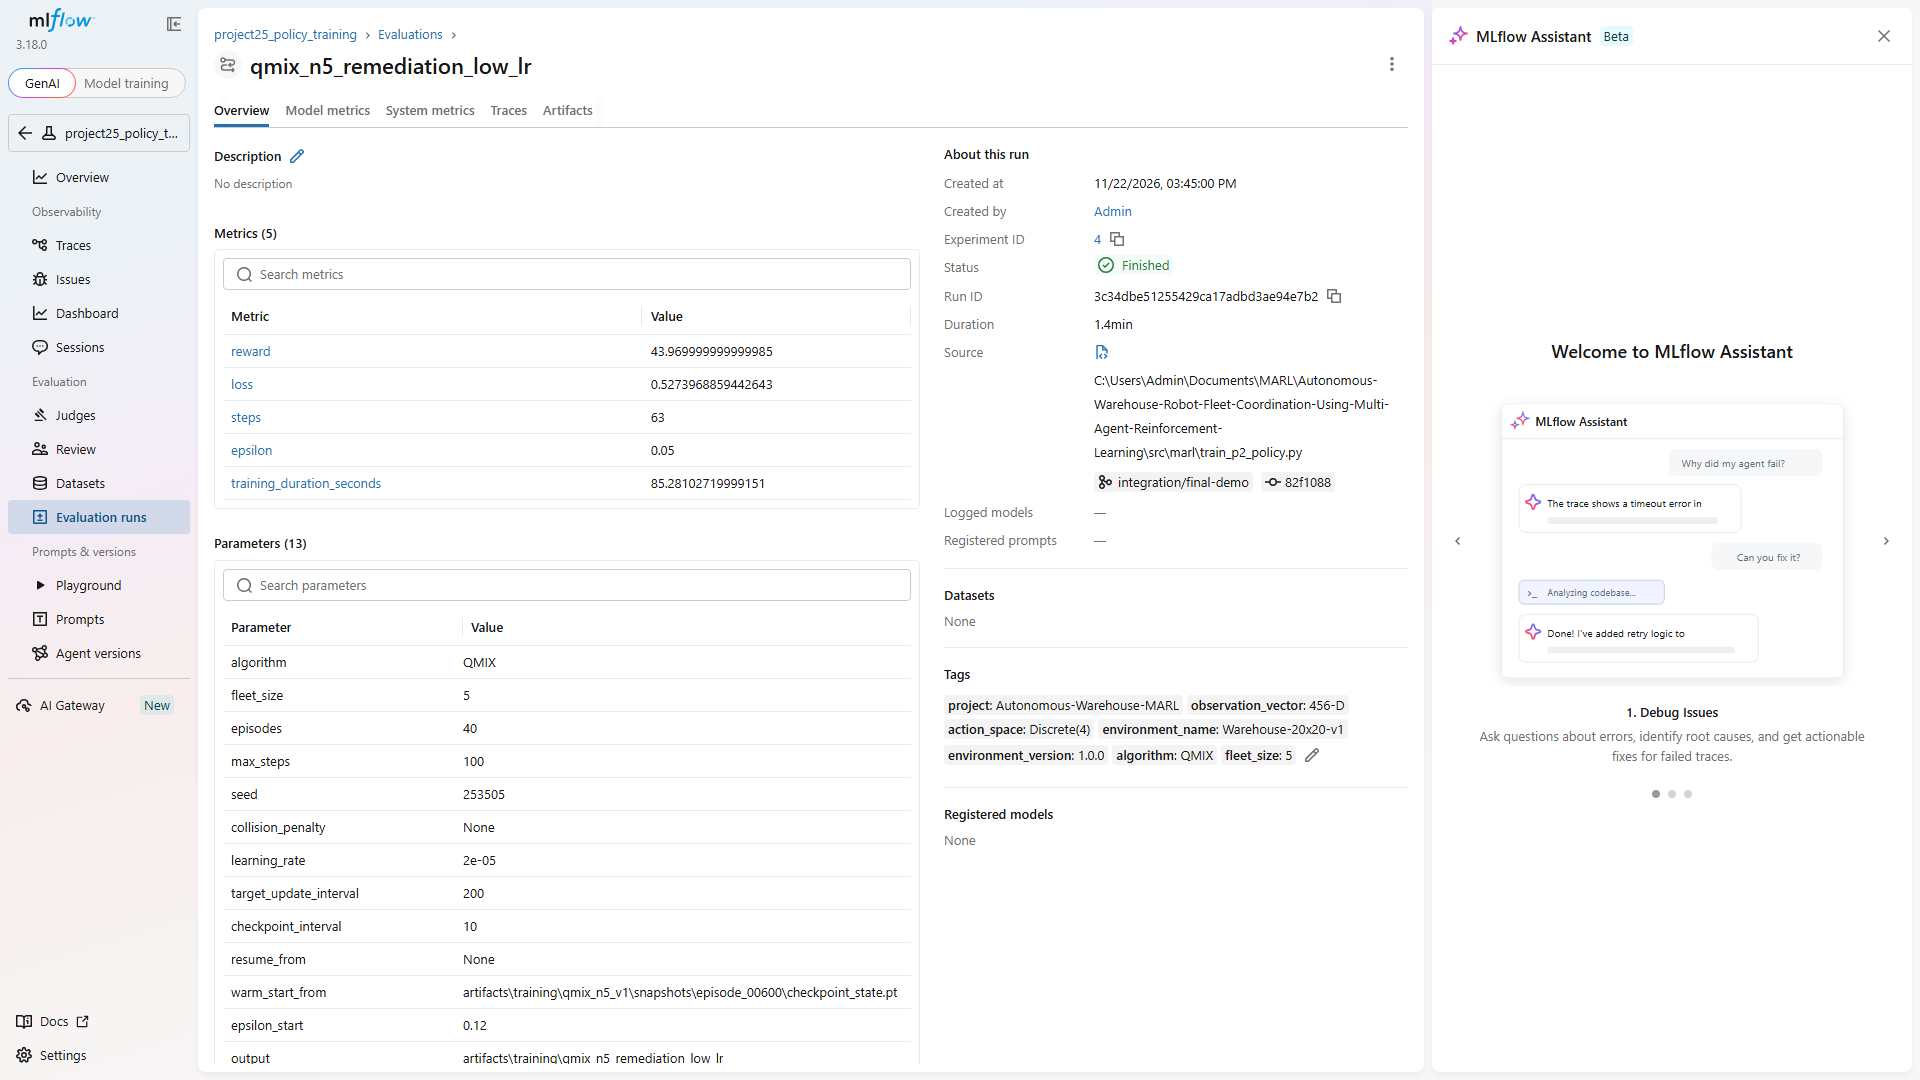 mlflow
3.18.0
GenAI
Model training
project25_policy_t...
Overview
Observability
Traces
Issues
Dashboard
Sessions
Evaluation
Judges
Review
Datasets
Evaluation runs
Prompts & versions
Playground
Prompts
Agent versions
AI Gateway
New
Docs
Settings
project25_policy_training › Evaluations ›
qmix_n5_remediation_low_lr
Overview
Model metrics
System metrics
Traces
Artifacts
Description
No description
Metrics (5)
Search metrics
Metric Value
reward 43.969999999999985
loss 0.5273968859442643
steps 63
epsilon 0.05
training_duration_seconds 85.28102719999151
Parameters (13)
Search parameters
Parameter Value
algorithm QMIX
fleet_size 5
episodes 40
max_steps 100
seed 253505
collision_penalty None
learning_rate 2e-05
target_update_interval 200
checkpoint_interval 10
resume_from None
warm_start_from artifacts\training\qmix_n5_v1\snapshots\episode_00600\checkpoint_state.pt
epsilon_start 0.12
output artifacts\training\qmix_n5_remediation_low_lr
About this run
Created at 11/22/2026, 03:45:00 PM
Created by Admin
Experiment ID 4
Status Finished
Run ID 3c34dbe51255429ca17adbd3ae94e7b2
Duration 1.4min
Source
C:\Users\Admin\Documents\MARL\Autonomous-
Warehouse-Robot-Fleet-Coordination-Using-Multi-
Agent-Reinforcement-
Learning\src\marl\train_p2_policy.py
integration/final-demo 82f1088
Logged models —
Registered prompts —
Datasets
None
Tags
project: Autonomous-Warehouse-MARL observation_vector: 456-D
action_space: Discrete(4) environment_name: Warehouse-20x20-v1
environment_version: 1.0.0 algorithm: QMIX fleet_size: 5
Registered models
None
MLflow Assistant Beta
Welcome to MLflow Assistant
MLflow Assistant
Why did my agent fail?
The trace shows a timeout error in
Can you fix it?
>_ Analyzing codebase...
Done! I've added retry logic to
1. Debug Issues
Ask questions about errors, identify root causes, and get actionable
fixes for failed traces.